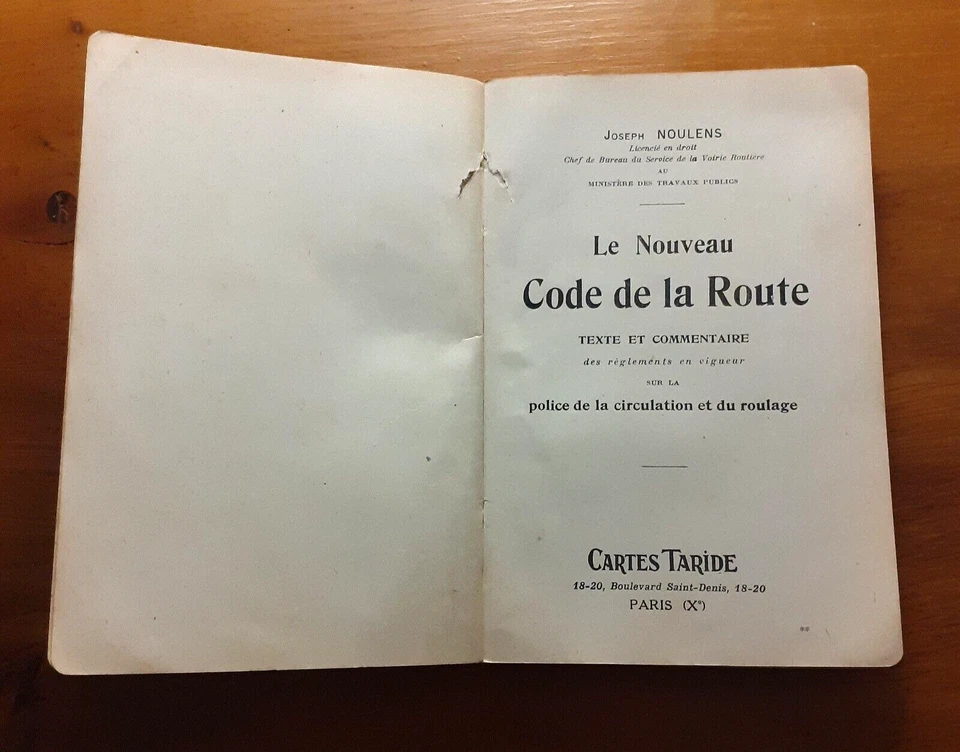 Joseph NOULENS
Licencié en droit
Chef de Bureau du Service de la Voirie Routière
AU
MINISTÈRE DES TRAVAUX PUBLICS
Le Nouveau
Code de la Route
TEXTE ET COMMENTAIRE
des règlements en vigueur
SUR LA
police de la circulation et du roulage
CARTES TARIDE
18-20, Boulevard Saint-Denis, 18-20
PARIS (Xe)